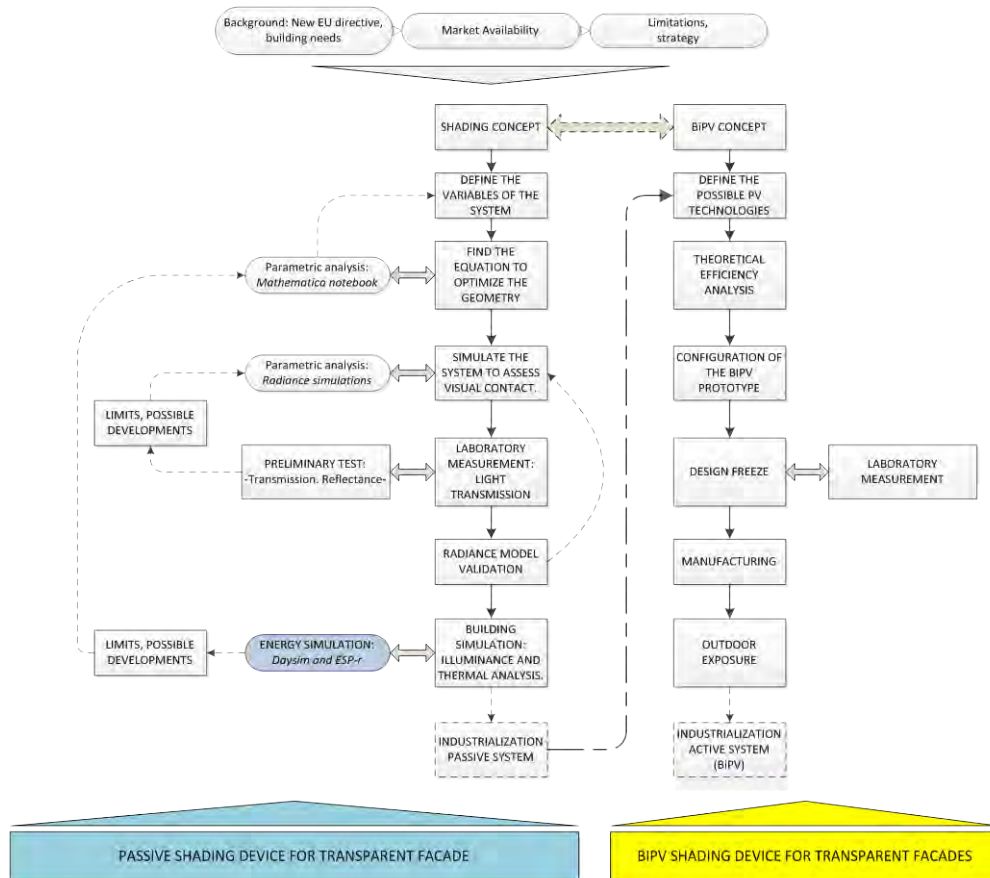 Background: New EU directive,
building needs
Market Availability
Limitations,
strategy
SHADING CONCEPT
BiPV CONCEPT
DEFINE THE
VARIABLES OF THE
SYSTEM
DEFINE THE
POSSIBLE PV
TECHNOLOGIES
Parametric analysis:
Mathematica notebook
FIND THE
EQUATION TO
OPTIMIZE THE
GEOMETRY
THEORETICAL
EFFICIENCY
ANALYSIS
Parametric analysis:
Radiance simulations
SIMULATE THE
SYSTEM TO ASSESS
VISUAL CONTACT.
CONFIGURATION OF
THE BIPV
PROTOTYPE
LIMITS, POSSIBLE
DEVELOPMENTS
PRELIMINARY TEST:
-Transmission. Reflectance-
LABORATORY
MEASUREMENT:
LIGHT
TRANSMISSION
DESIGN FREEZE
LABORATORY
MEASUREMENT
RADIANCE MODEL
VALIDATION
MANUFACTURING
LIMITS, POSSIBLE
DEVELOPMENTS
ENERGY SIMULATION:
Daysim and ESP-r
BUILDING
SIMULATION:
ILLUMINANCE AND
THERMAL ANALYSIS.
OUTDOOR
EXPOSURE
INDUSTRIALIZATION
PASSIVE SYSTEM
INDUSTRIALIZATION
ACTIVE SYSTEM
(BiPV)
PASSIVE SHADING DEVICE FOR TRANSPARENT FACADE
BIPV SHADING DEVICE FOR TRANSPARENT FACADES